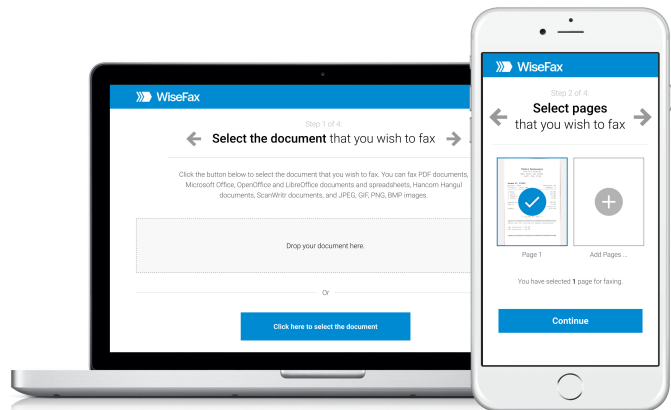 WiseFax
Step 1 of 4:
Select the document that you wish to fax
Click the button below to select the document that you wish to fax. You can fax PDF documents,
Microsoft Office, OpenOffice and LibreOffice documents and spreadsheets, Hancom Hangul
documents, ScanWritr documents, and JPEG, GIF, PNG, BMP images.
Drop your document here.
Or
Click here to select the document
WiseFax
Step 2 of 4:
Select pages
that you wish to fax
Page 1
Add Pages ...
You have selected 1 page for faxing.
Continue